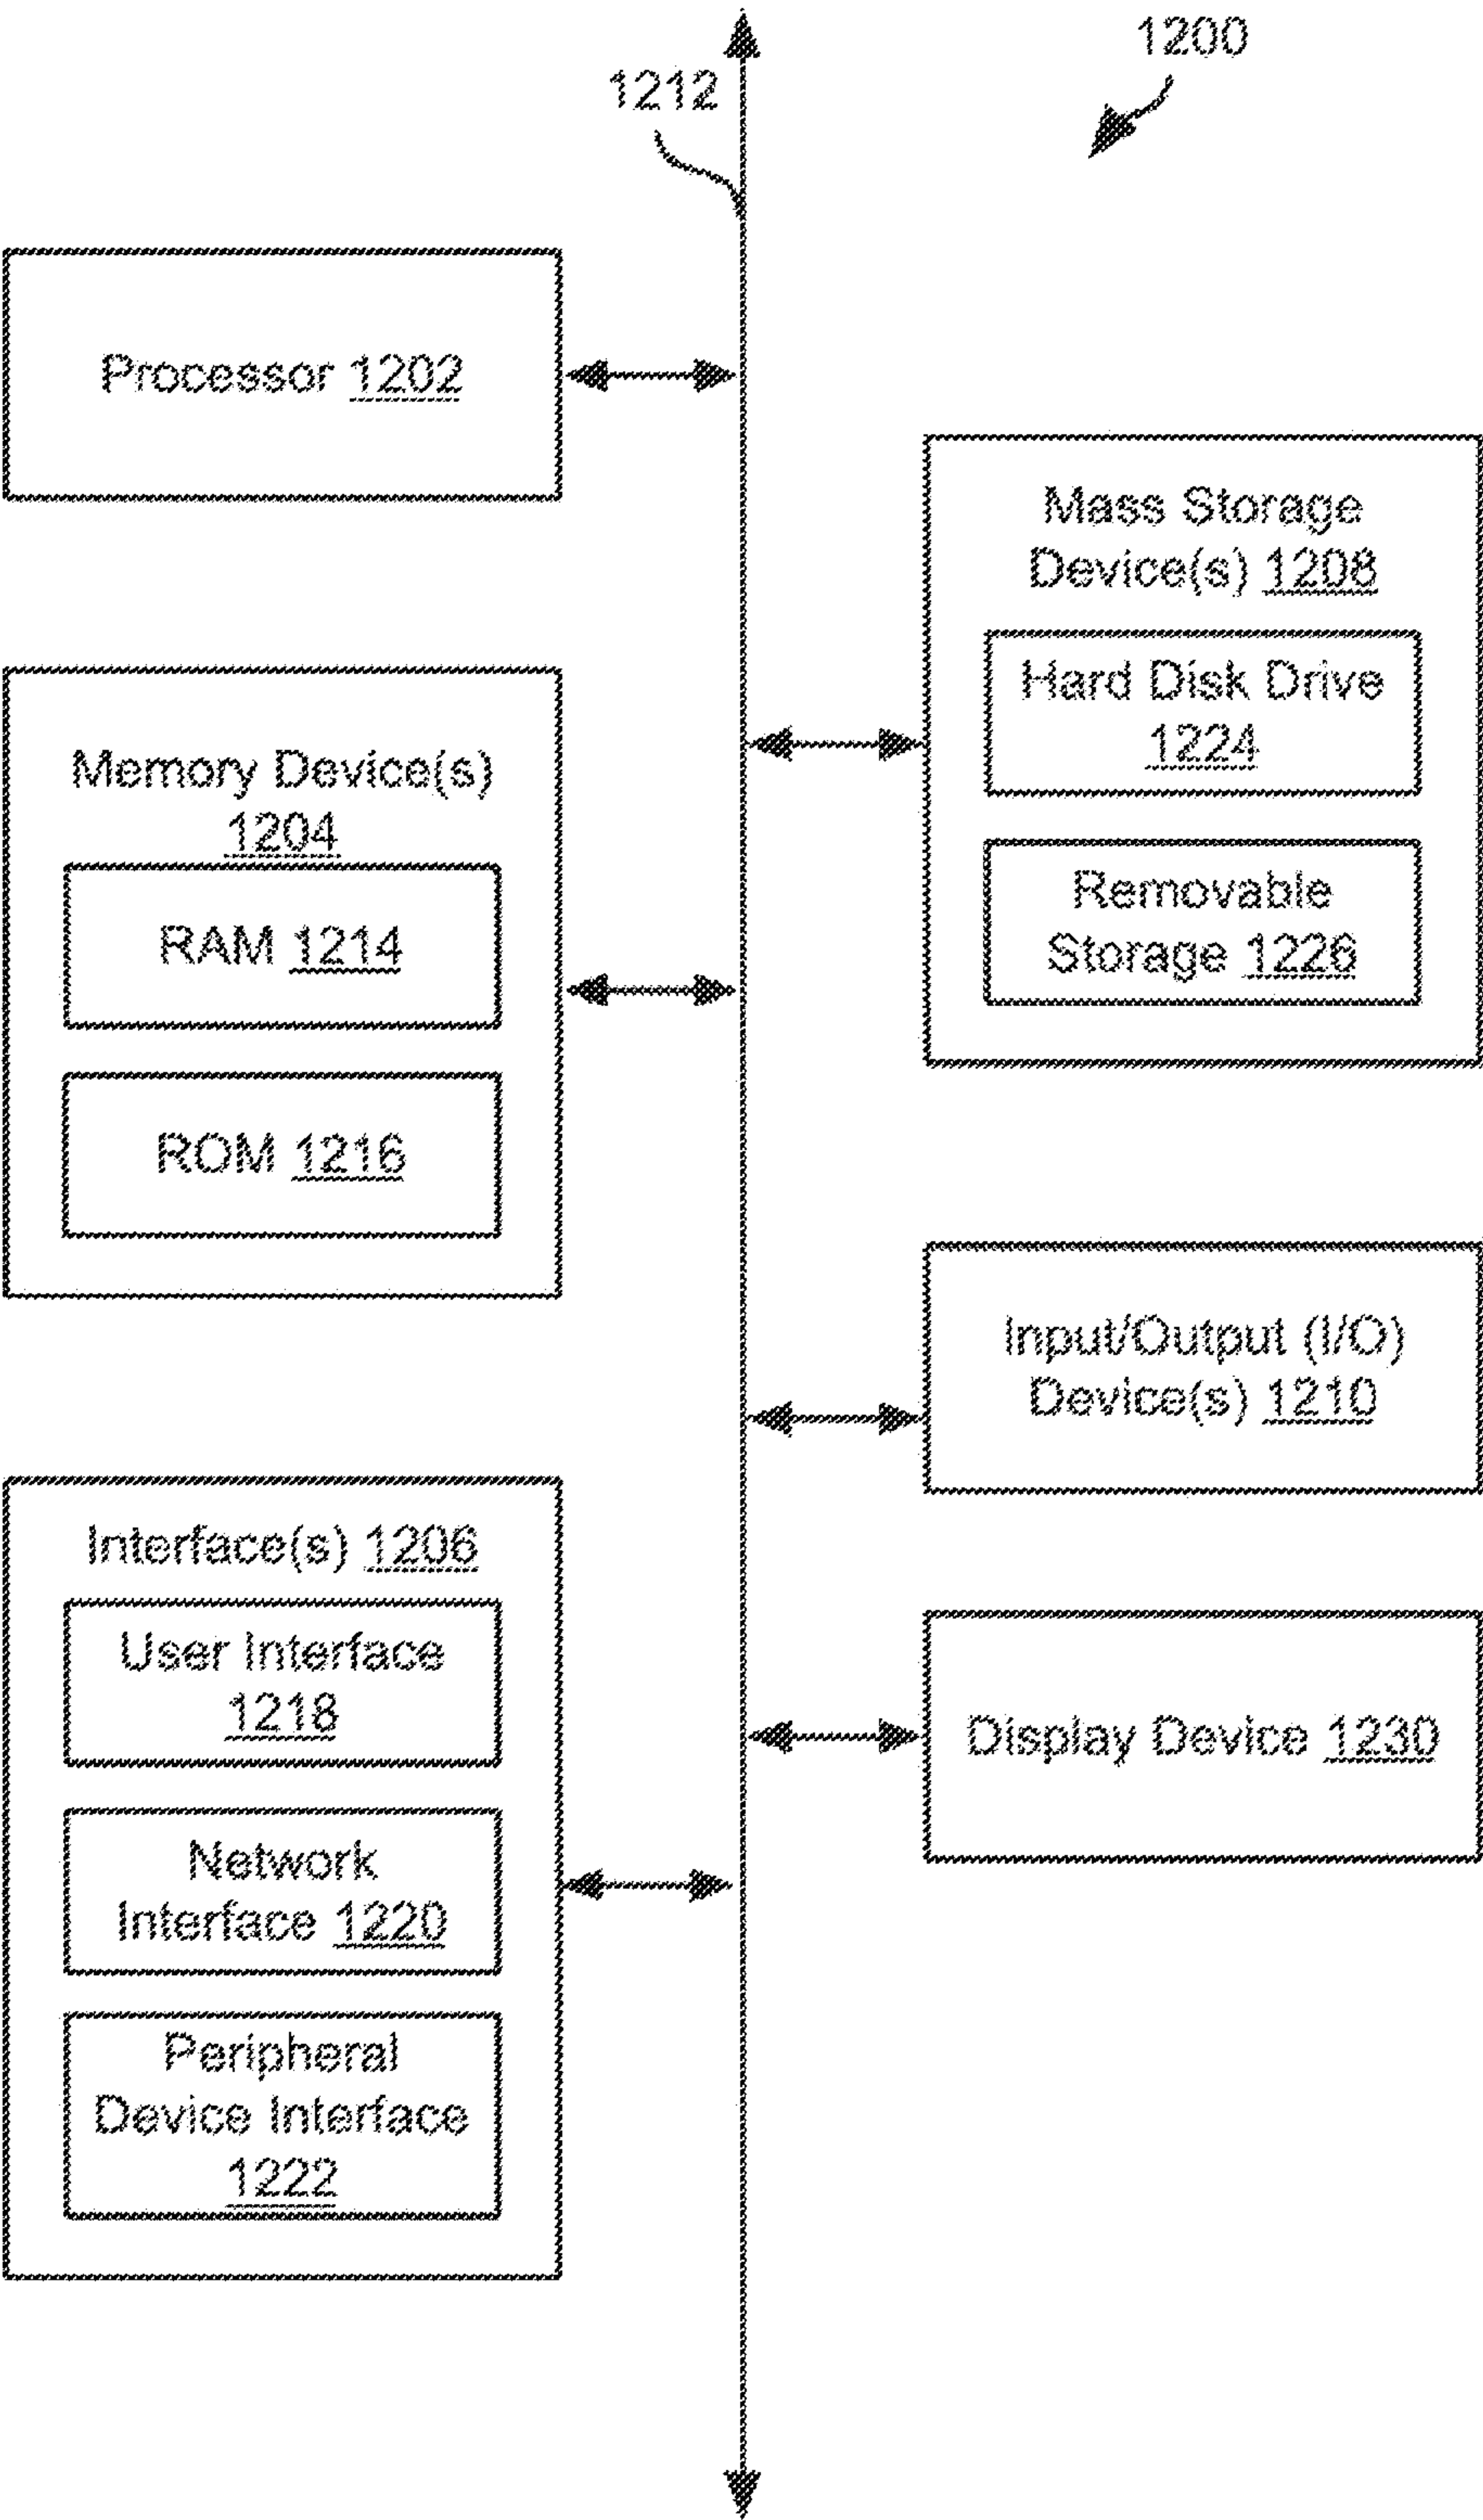 1200
1212
Processor 1202
Mass Storage
Device(s) 1208
Hard Disk Drive
1224
Removable
Storage 1226
Memory Device(s)
1204
RAM 1214
ROM 1216
Input/Output (I/O)
Device(s) 1210
Interface(s) 1206
User Interface
1218
Network
Interface 1220
Peripheral
Device Interface
1222
Display Device 1230